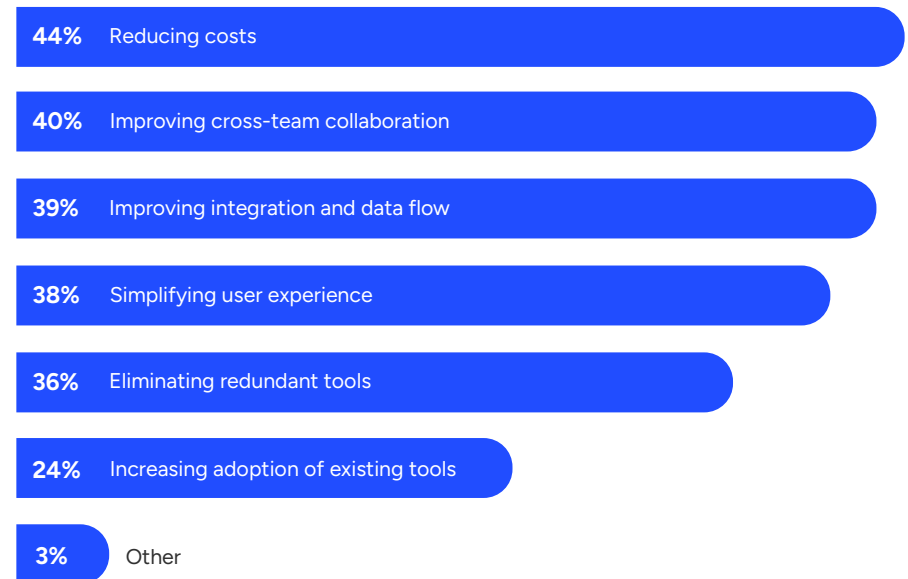 44% Reducing costs
40% Improving cross-team collaboration
39% Improving integration and data flow
38% Simplifying user experience
36% Eliminating redundant tools
24% Increasing adoption of existing tools
3% Other